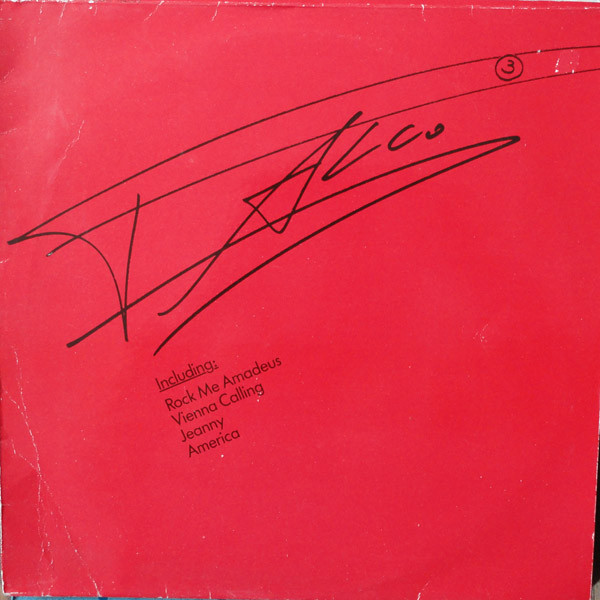 3
FALCO
Including:
Rock Me Amadeus
Vienna Calling
Jeanny
America